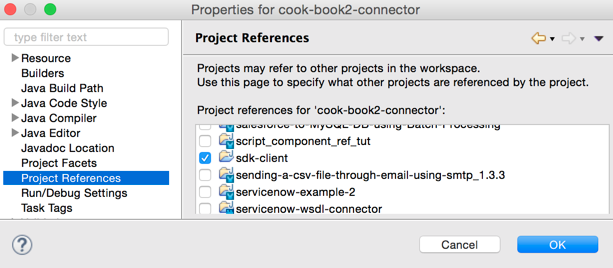 Properties for cook-book2-connector
type filter text
Resource
Builders
Java Build Path
Java Code Style
Java Compiler
Java Editor
Javadoc Location
Project Facets
Project References
Run/Debug Settings
Task Tags
Project References
Projects may refer to other projects in the workspace.
Use this page to specify what other projects are referenced by the project.
Project references for 'cook-book2-connector':
salesforce-to-MySQL-DB-using-Batch-Processing
script_component_ref_tut
sdk-client
sending-a-csv-file-through-email-using-smtp_1.3.3
servicenow-example-2
servicenow-wsdl-connector
?
Cancel
OK